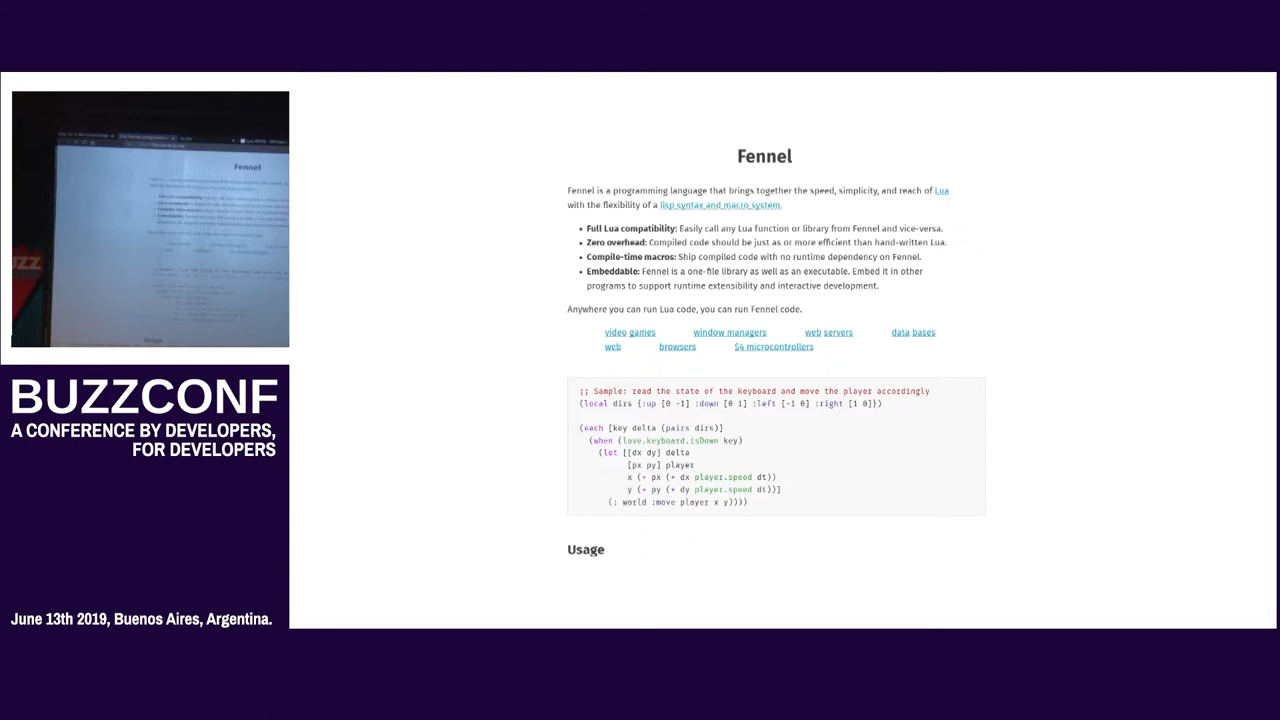 Fennel
Fennel is a programming language that brings together the speed, simplicity, and reach of Lua
with the flexibility of a lisp syntax and macro system.
• Full Lua compatibility: Easily call any Lua function or library from Fennel and vice-versa.
• Zero overhead: Compiled code should be just as or more efficient than hand-written Lua.
• Compile-time macros: Ship compiled code with no runtime dependency on Fennel.
• Embeddable: Fennel is a one-file library as well as an executable. Embed it in other
programs to support runtime extensibility and interactive development.
Anywhere you can run Lua code, you can run Fennel code.
video games window managers web servers data bases
web browsers $4 microcontrollers
;; Sample: read the state of the keyboard and move the player accordingly
(local dirs {:up [0 -1] :down [0 1] :left [-1 0] :right [1 0]})
(each [key delta (pairs dirs)]
(when (love.keyboard.isDown key)
(let [[dx dy] delta
[px py] player
x (+ px (* dx player.speed dt))
y (+ py (* dy player.speed dt))]
(: world :move player x y))))
Usage
Fennel
UZZ
BUZZCONF
A CONFERENCE BY DEVELOPERS,
FOR DEVELOPERS
June 13th 2019, Buenos Aires, Argentina.